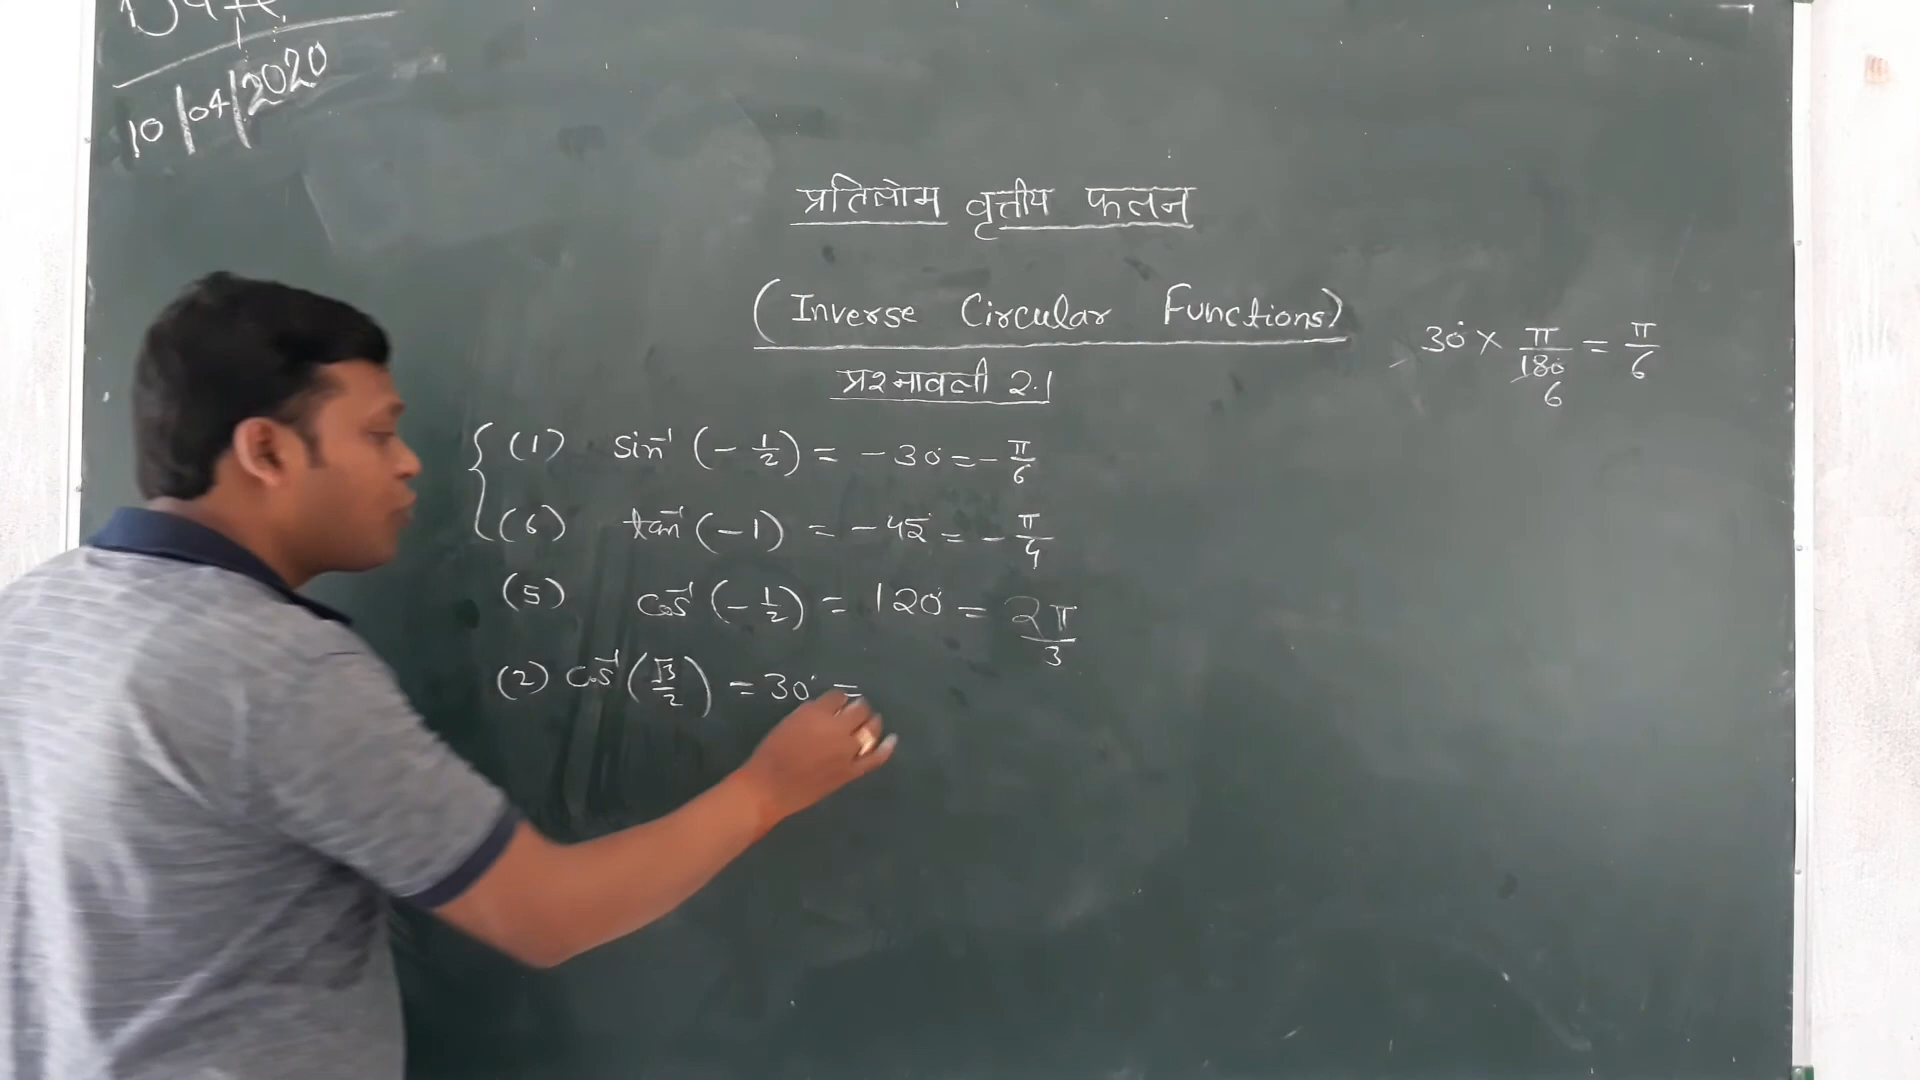 Date
10/04/2020
प्रतिलोम वृत्तीय फलन
(Inverse Circular Functions)
प्रश्नावली 2.1
30° × π/180 = π/6
6
(1) sin⁻¹ (-1/2) = -30° = -π/6
(6) tan⁻¹ (-1) = -45° = -π/4
(5) cos⁻¹ (-1/2) = 120° = 2π/3
(2) cos⁻¹ (√3/2) = 30° =